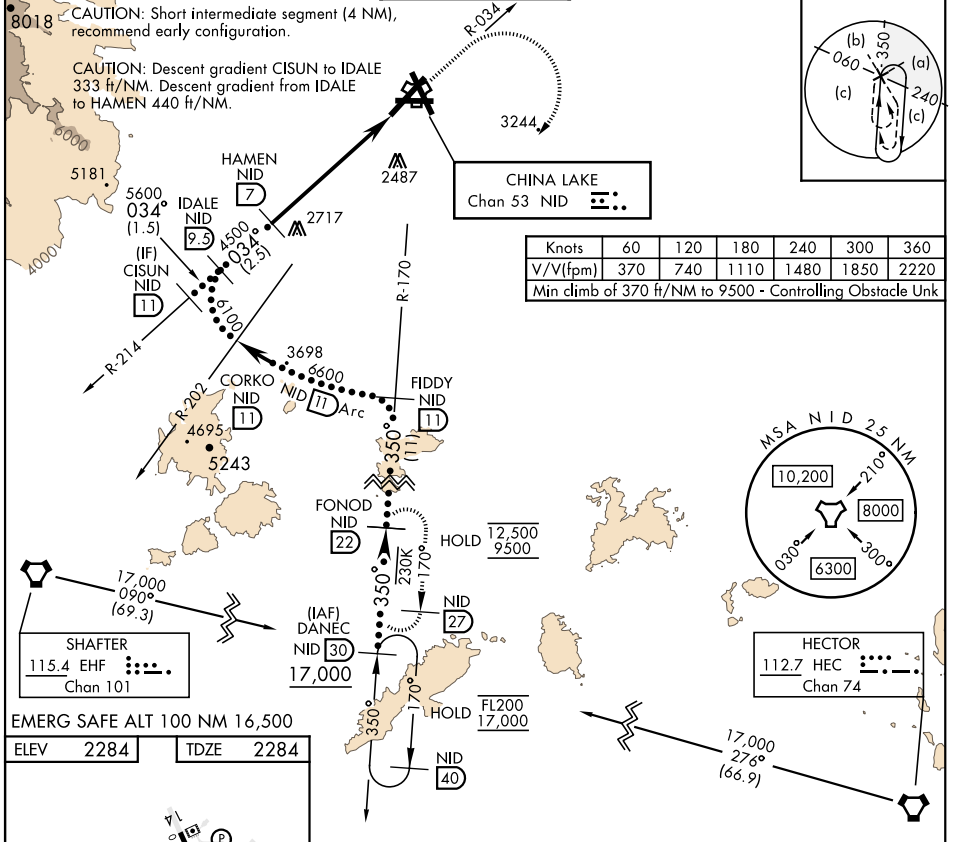 8018
CAUTION: Short intermediate segment (4 NM),
recommend early configuration.
CAUTION: Descent gradient CISUN to IDALE
333 ft/NM. Descent gradient from IDALE
to HAMEN 440 ft/NM.
R-034
3244
(b)
350
(a)
060
(c)
240
(c)
6000
5181
4000
HAMEN
NID
7
2487
CHINA LAKE
Chan 53 NID
5600
034°
(1.5)
IDALE
NID
9.5
4500
034°
(2.5)
2717
(IF)
CISUN
NID
11
6100
R-214
R-170
Knots 60 120 180 240 300 360
V/V(fpm) 370 740 1110 1480 1850 2220
Min climb of 370 ft/NM to 9500 - Controlling Obstacle Unk
3698
6600
CORKO
NID
11
NID 11 Arc
FIDDY
NID
11
R-202
4695
5243
350°
(11)
MSA NID 25 NM
10,200
210°
8000
030°
6300
300°
FONOD
NID
22
HOLD 12,500
9500
350°
230K
170°
NID
27
17,000
090°
(69.3)
(IAF)
DANEC
NID 30
17,000
SHAFTER
115.4 EHF
Chan 101
HECTOR
112.7 HEC
Chan 74
350°
170°
HOLD FL200
17,000
NID
40
17,000
276°
(66.9)
EMERG SAFE ALT 100 NM 16,500
ELEV 2284
TDZE 2284
14
P